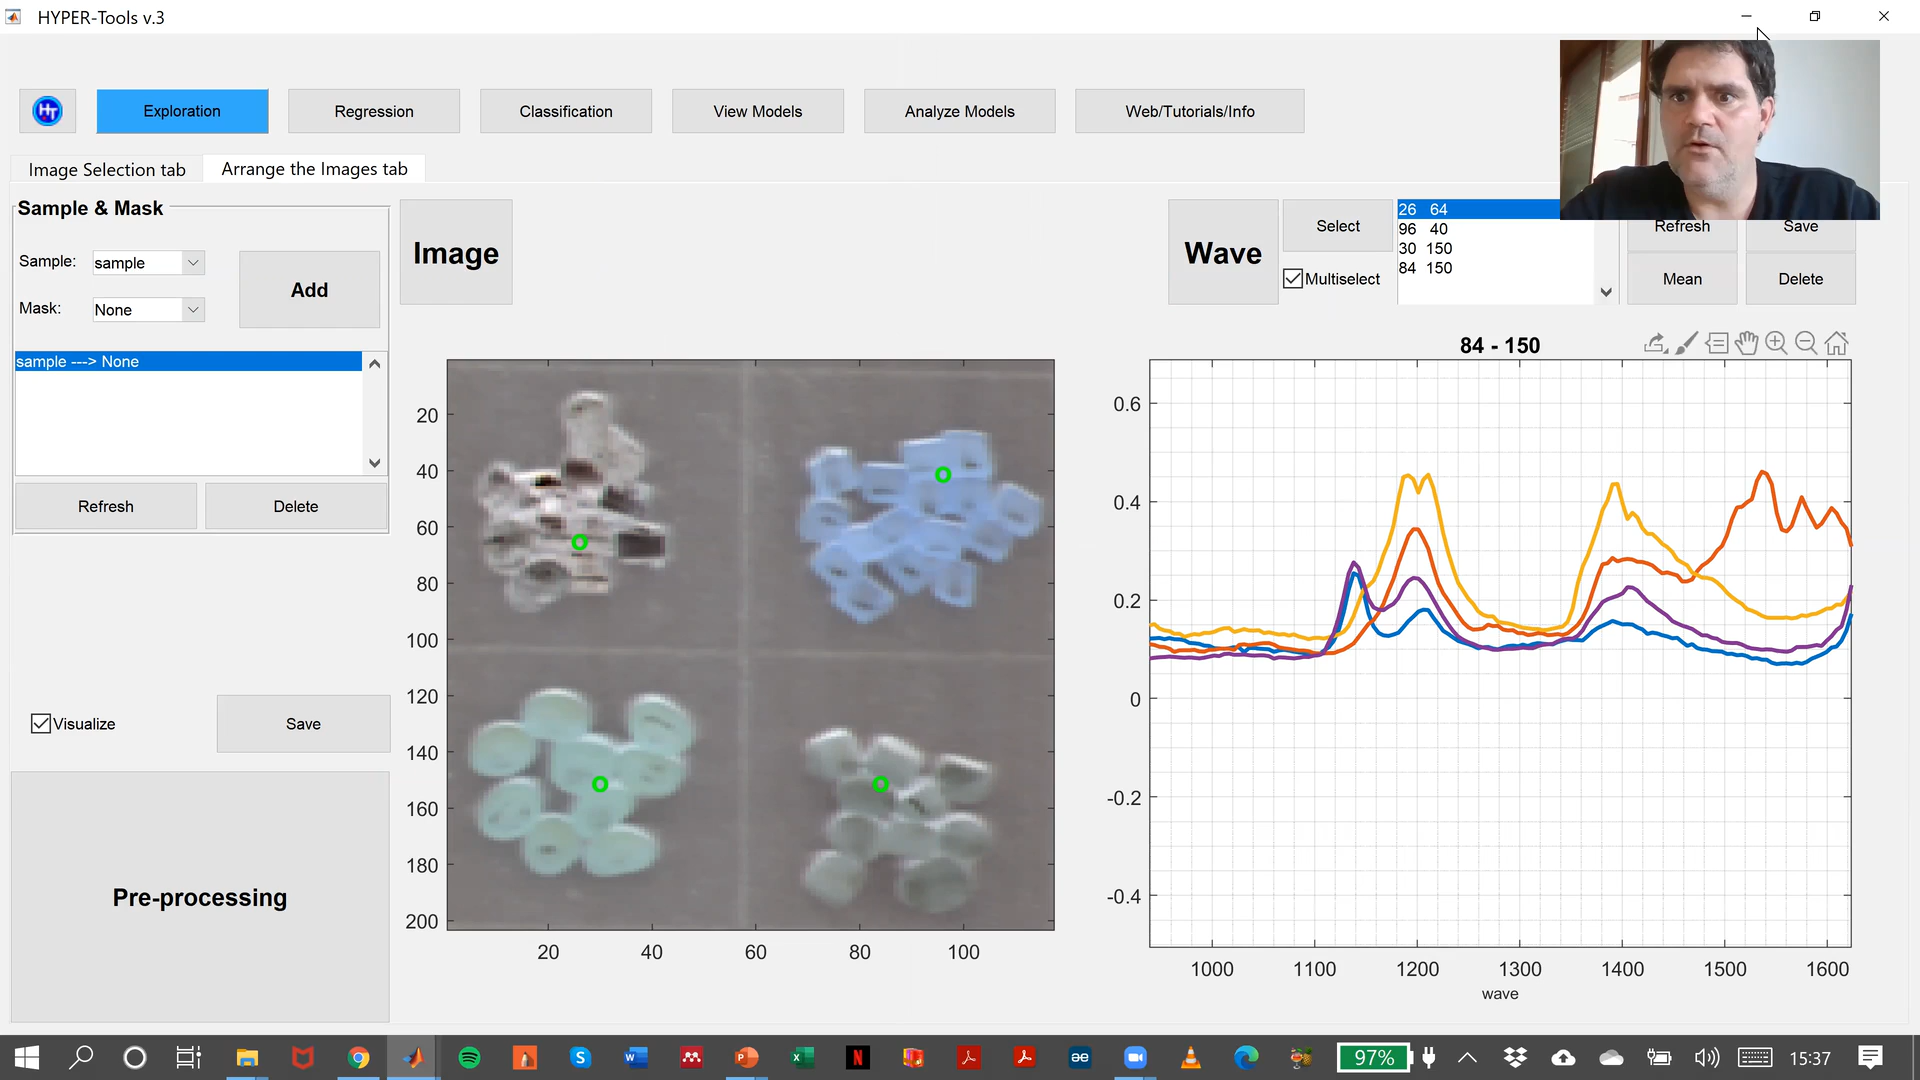 HYPER-Tools v.3
HT
Exploration
Regression
Classification
View Models
Analyze Models
Web/Tutorials/Info
Image Selection tab
Arrange the Images tab
Sample & Mask
Sample:
sample
Mask:
None
Add
sample ---> None
Refresh
Delete
Visualize
Save
Pre-processing
Image
Wave
Select
Multiselect
26 64
96 40
30 150
84 150
Refresh
Save
Mean
Delete
20
40
60
80
100
120
140
160
180
200
20 40 60 80 100
84 - 150
0.6
0.4
0.2
0
-0.2
-0.4
1000 1100 1200 1300 1400 1500 1600
wave
97%
15:37